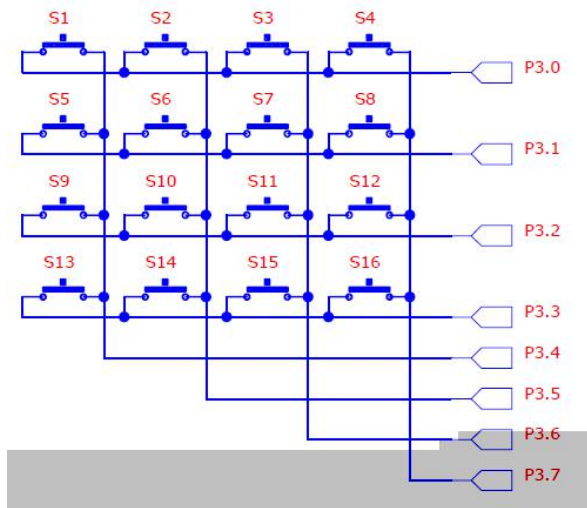 S1 S2 S3 S4
P3.0
S5 S6 S7 S8
P3.1
S9 S10 S11 S12
P3.2
S13 S14 S15 S16
P3.3
P3.4
P3.5
P3.6
P3.7